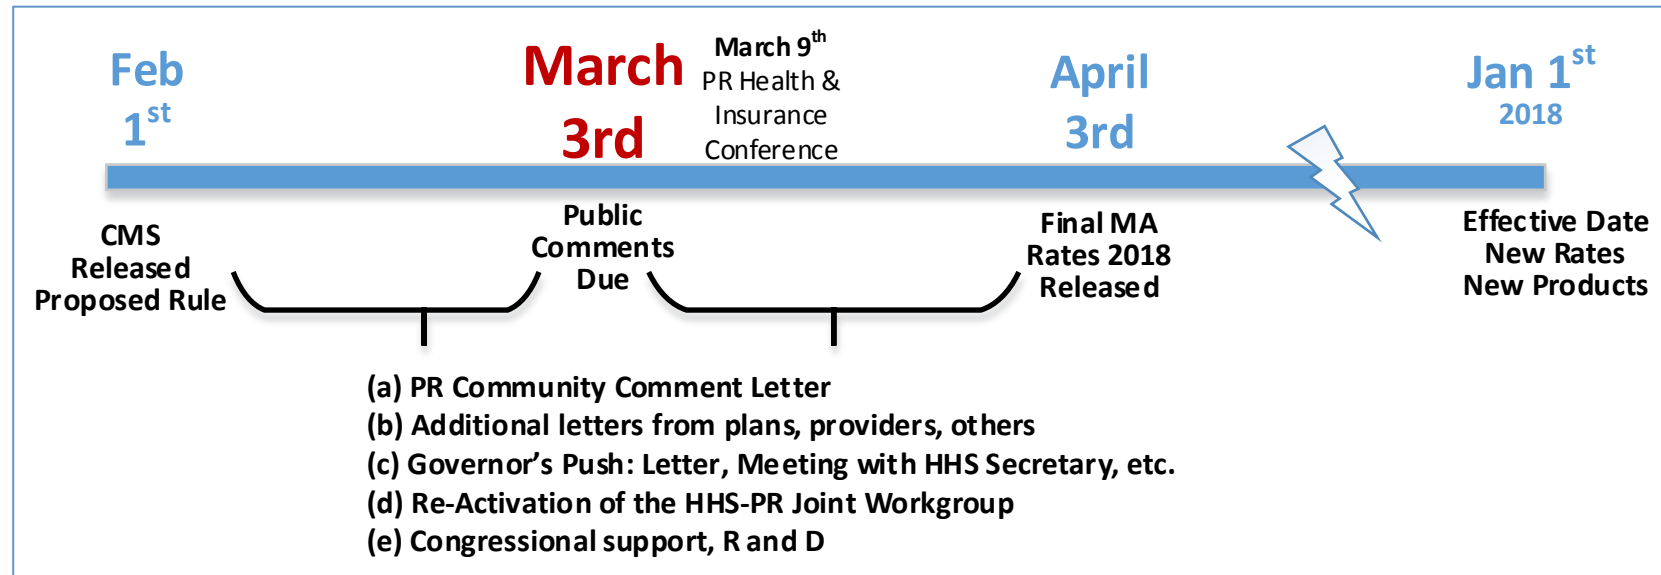 Feb
1st
March
3rd
March 9th
PR Health &
Insurance
Conference
April
3rd
Jan 1st
2018
CMS
Released
Proposed Rule
Public
Comments
Due
Final MA
Rates 2018
Released
Effective Date
New Rates
New Products
(a) PR Community Comment Letter
(b) Additional letters from plans, providers, others
(c) Governor’s Push: Letter, Meeting with HHS Secretary, etc.
(d) Re-Activation of the HHS-PR Joint Workgroup
(e) Congressional support, R and D